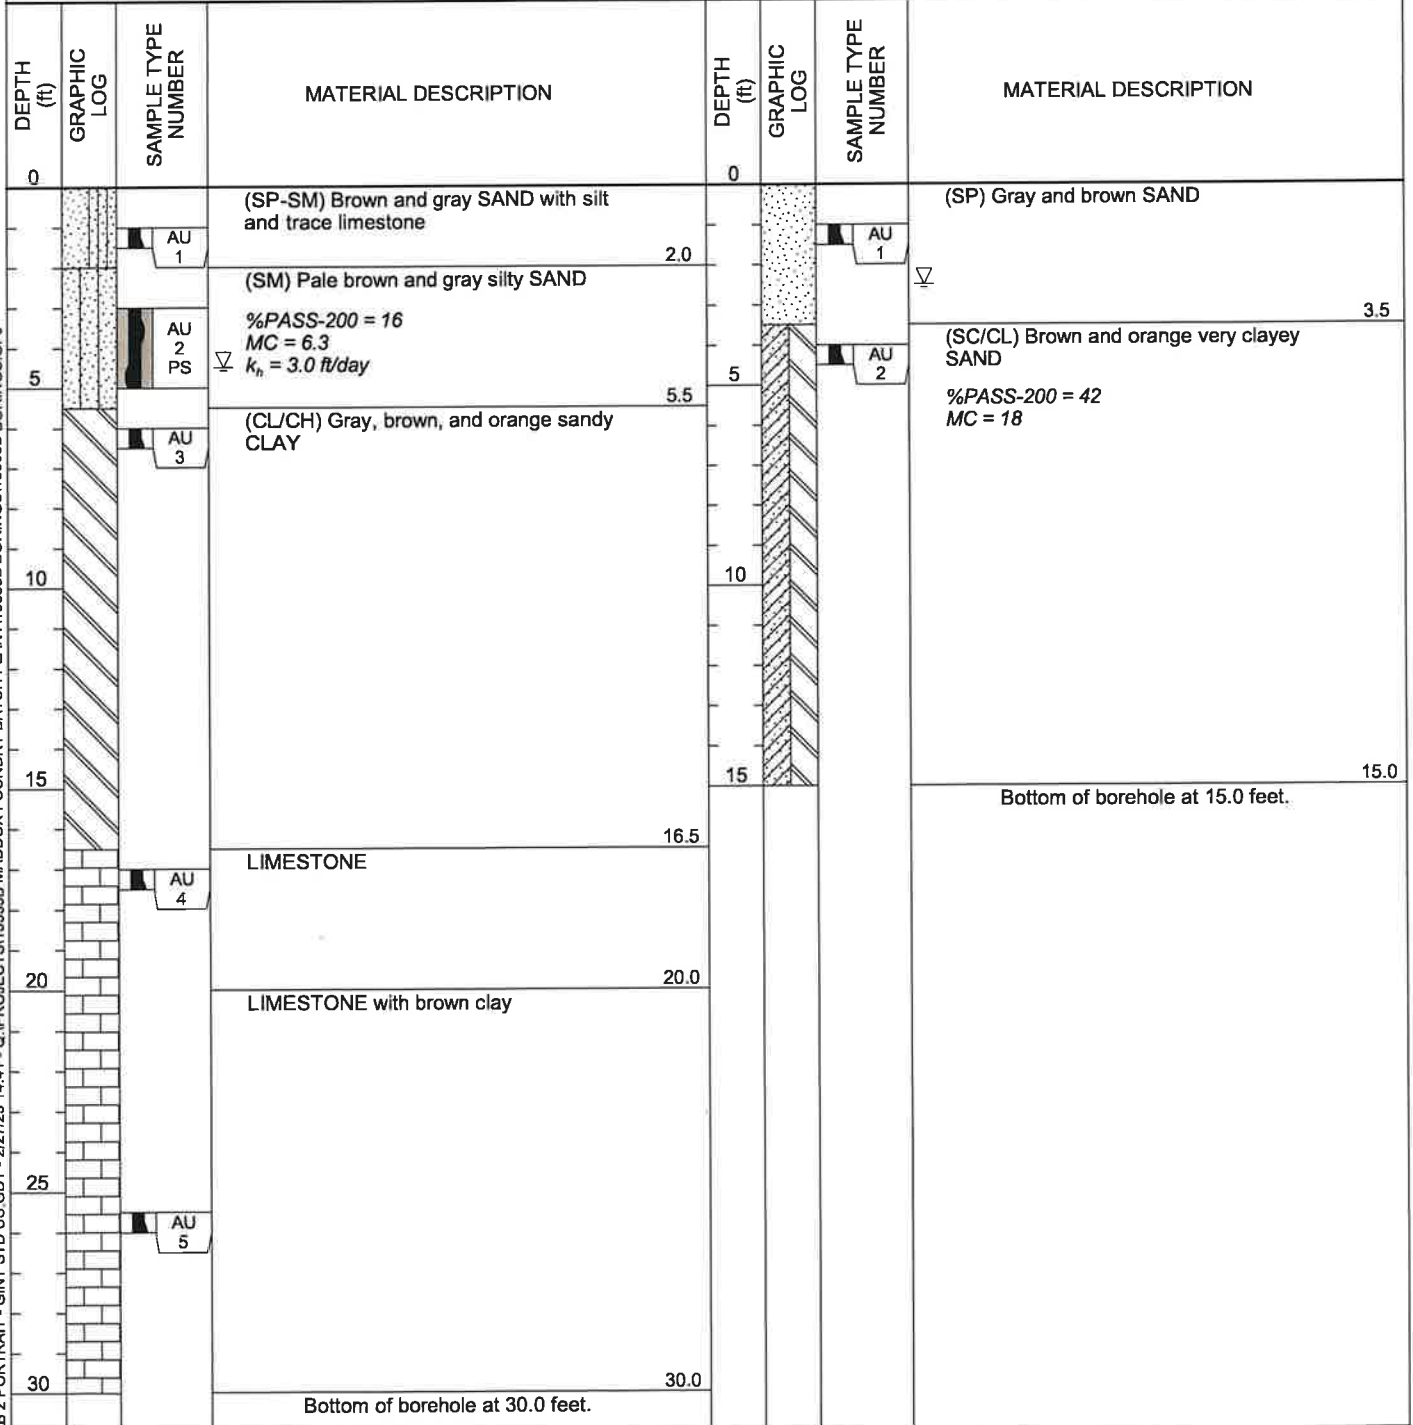 DEPTH
(ft)
GRAPHIC
LOG
SAMPLE TYPE
NUMBER
MATERIAL DESCRIPTION
0
(SP-SM) Brown and gray SAND with silt
and trace limestone
AU
1
2.0
(SM) Pale brown and gray silty SAND
%PASS-200 = 16
MC = 6.3
kh = 3.0 ft/day
AU
2
PS
5
5.5
(CL/CH) Gray, brown, and orange sandy
CLAY
AU
3
10
15
16.5
LIMESTONE
AU
4
20
20.0
LIMESTONE with brown clay
25
AU
5
30
30.0
Bottom of borehole at 30.0 feet.
DEPTH
(ft)
GRAPHIC
LOG
SAMPLE TYPE
NUMBER
MATERIAL DESCRIPTION
0
(SP) Gray and brown SAND
AU
1
3.5
(SC/CL) Brown and orange very clayey
SAND
AU
2
5
%PASS-200 = 42
MC = 18
10
15
15.0
Bottom of borehole at 15.0 feet.